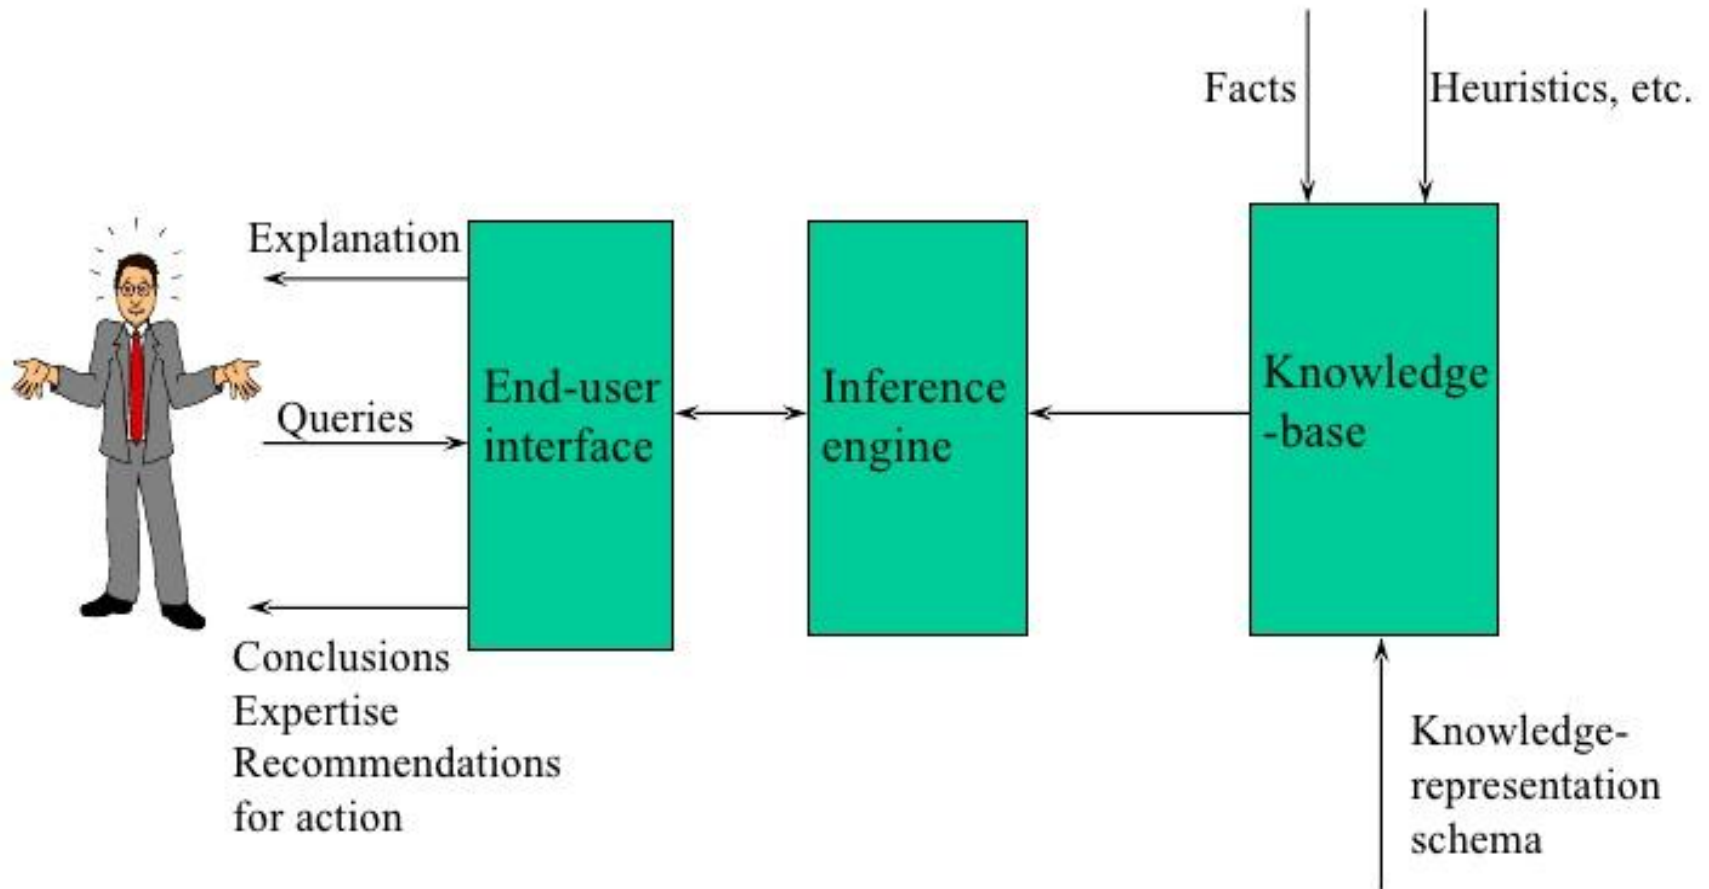 Facts
Heuristics, etc.
Explanation
Queries
End-user
interface
Inference
engine
Knowledge
-base
Conclusions
Expertise
Recommendations
for action
Knowledge-
representation
schema